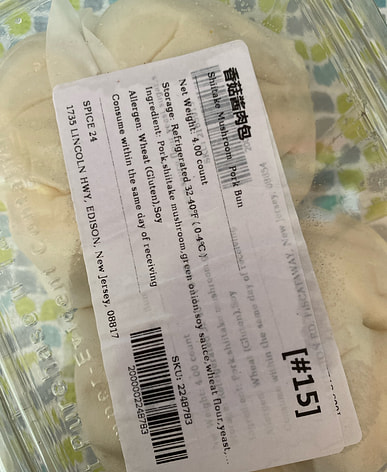 香菇酱肉包
Shiitake Mushroom Pork Bun
Net Weight: 4.00 count
Storage: Refrigerated 32-40°F ( 0-4℃ )
Ingredient: Pork,shiitake mushroom,green onion,soy sauce,wheat flour,yeast,...
Allergen: Wheat (Gluten),Soy
Consume within the same day of receiving
SPICE 24
1735 LINCOLN HWY, EDISON, New Jersey, 08817
[#15]
SKU: 2248783
2000002248783